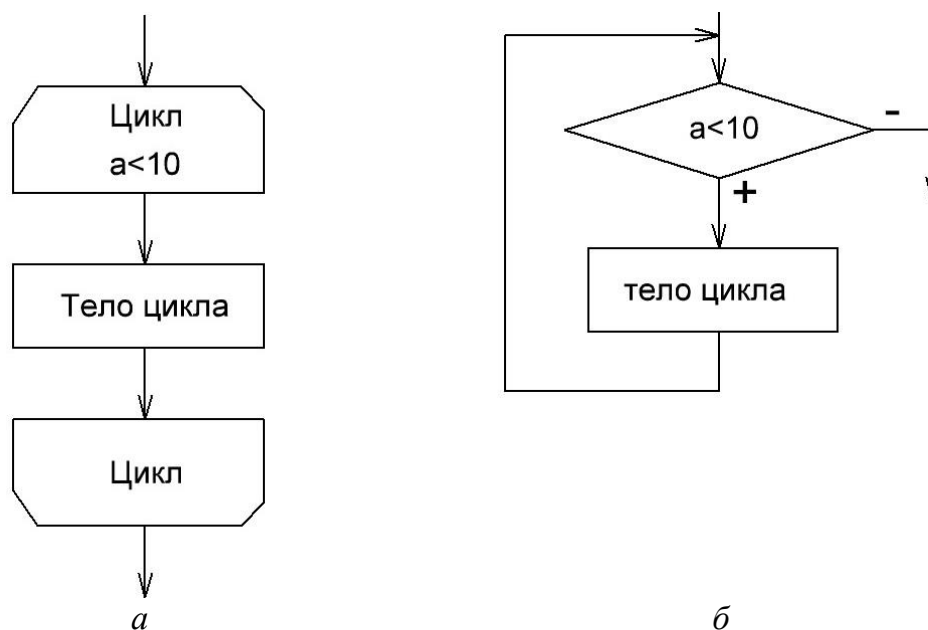 Цикл
a<10
Тело цикла
Цикл
а
a<10
-
+
тело цикла
б